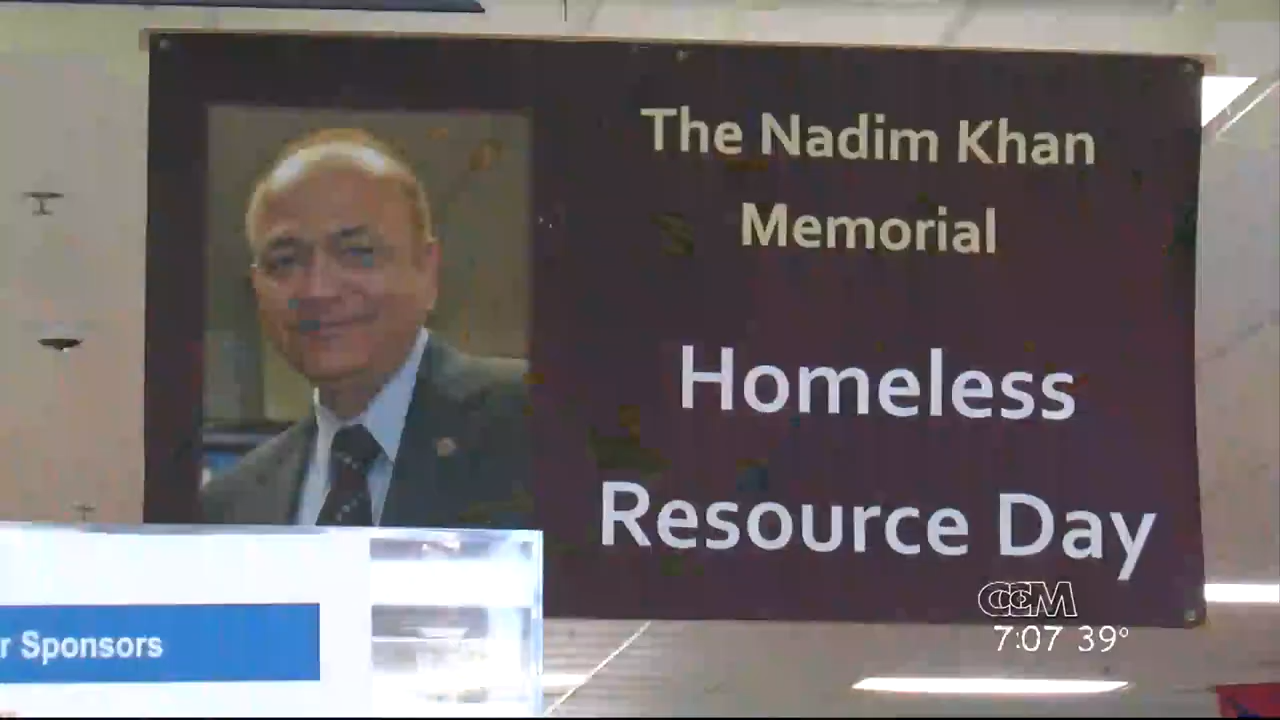 The Nadim Khan
Memorial
Homeless
Resource Day
r Sponsors
CCM
7:07 39°